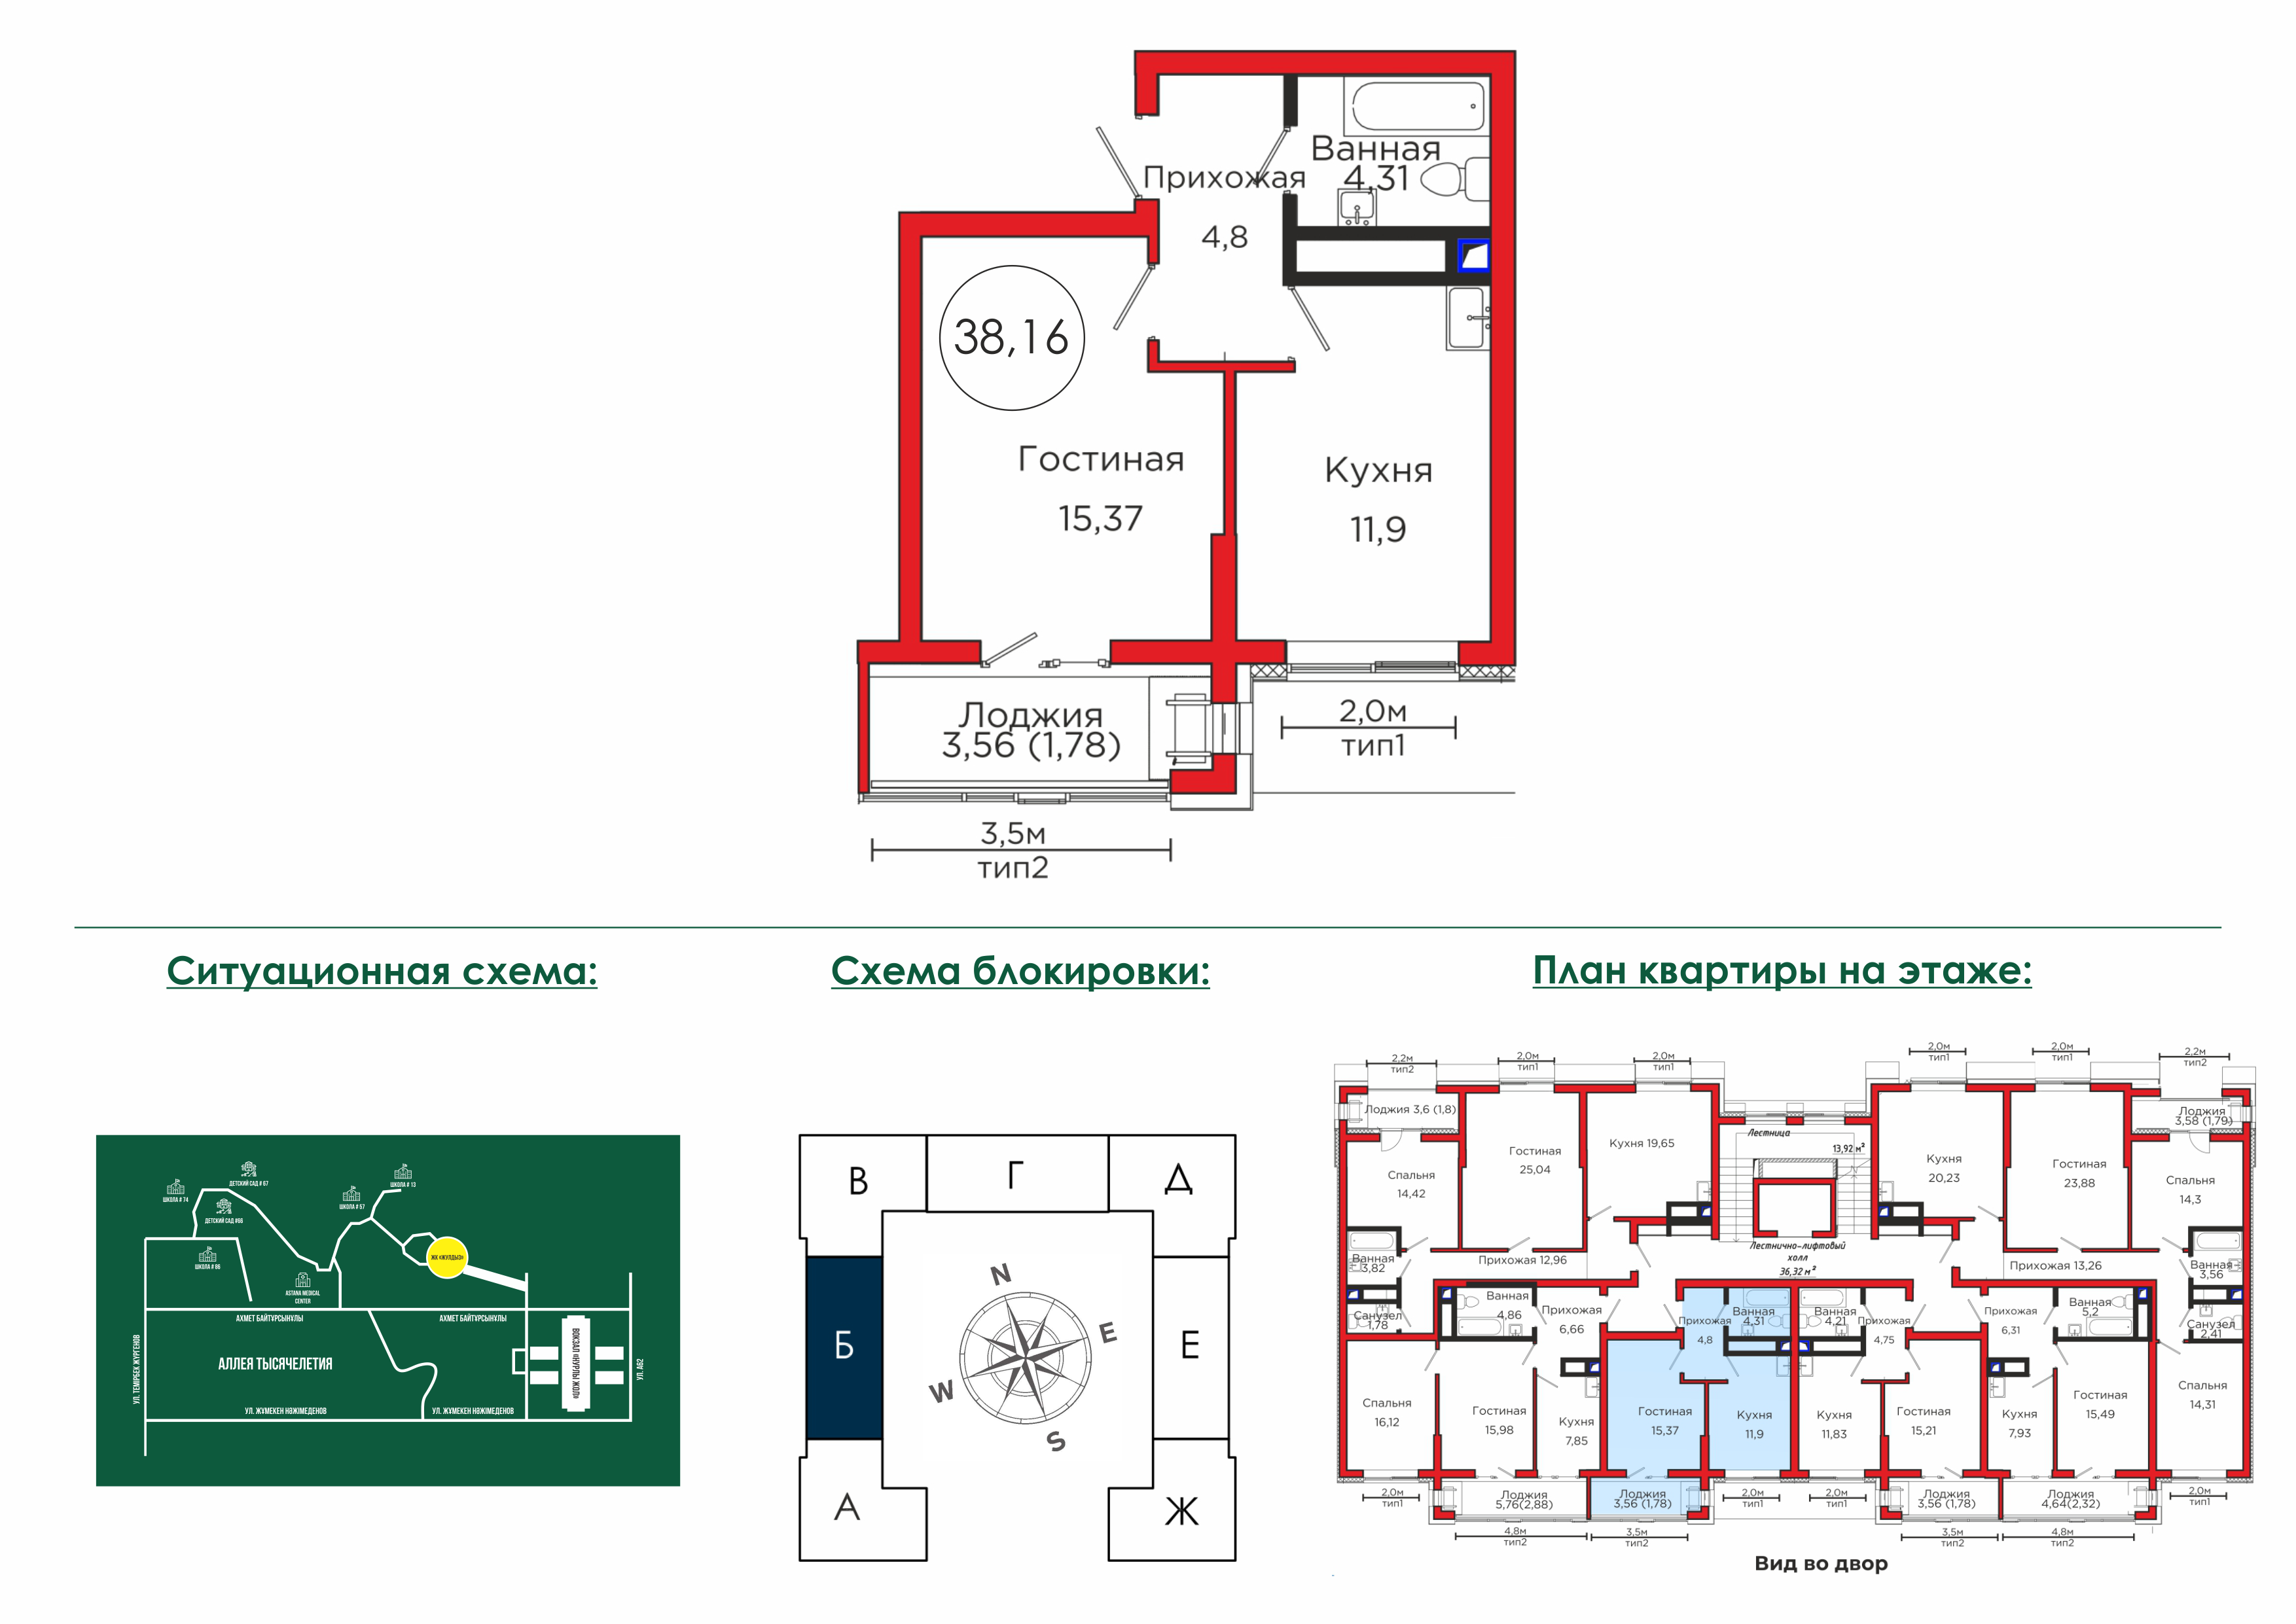 Ванная
4,31
Прихожая
4,8
38,16
Гостиная
15,37
Кухня
11,9
Лоджия
3,56 (1,78)
2,0м
тип1
3,5м
тип2
Ситуационная схема:
Схема блокировки:
План квартиры на этаже:
ШКОЛА # 74
ДЕТСКИЙ САД # 67
ДЕТСКИЙ САД #66
ШКОЛА # 86
ШКОЛА # 57
ШКОЛА # 13
ASTANA MEDICAL
CENTER
ЖК «ЖУЛДЫЗ»
АХМЕТ БАЙТҰРСЫНҰЛЫ
АХМЕТ БАЙТҰРСЫНҰЛЫ
УЛ. ТЕМІРБЕК ЖҮРГЕНОВ
АЛЛЕЯ ТЫСЯЧЕЛЕТИЯ
ВОКЗАЛ «НҰРЛЫ ЖОЛ»
УЛ. А62
УЛ. ЖҰМЕКЕН НӘЖІМЕДЕНОВ
УЛ. ЖҰМЕКЕН НӘЖІМЕДЕНОВ
В
Г
Д
Б
Е
А
Ж
N
E
W
S
2,2м
тип2
2,0м
тип1
2,0м
тип1
2,0м
тип1
2,0м
тип1
2,2м
тип2
Лоджия 3,6 (1,8)
Гостиная
25,04
Кухня 19,65
Спальня
14,42
Лестница
13,92 м²
Кухня
20,23
Гостиная
23,88
Лоджия
3,58 (1,79)
Спальня
14,3
Ванная
3,82
Прихожая 12,96
Лестнично-лифтовый
холл
36,32 м²
Прихожая 13,26
Ванная
3,56
Санузел
1,78
Ванная
4,86
Прихожая
6,66
Прихожая
4,8
Ванная
4,31
Ванная
4,21
Прихожая
4,75
Прихожая
6,31
Ванная
5,2
Санузел
2,41
Спальня
16,12
Гостиная
15,98
Кухня
7,85
Гостиная
15,37
Кухня
11,9
Кухня
11,83
Гостиная
15,21
Кухня
7,93
Гостиная
15,49
Спальня
14,31
2,0м
тип1
Лоджия
5,76(2,88)
Лоджия
3,56 (1,78)
2,0м
тип1
2,0м
тип1
Лоджия
3,56 (1,78)
Лоджия
4,64(2,32)
2,0м
тип1
4,8м
тип2
3,5м
тип2
3,5м
тип2
4,8м
тип2
Вид во двор